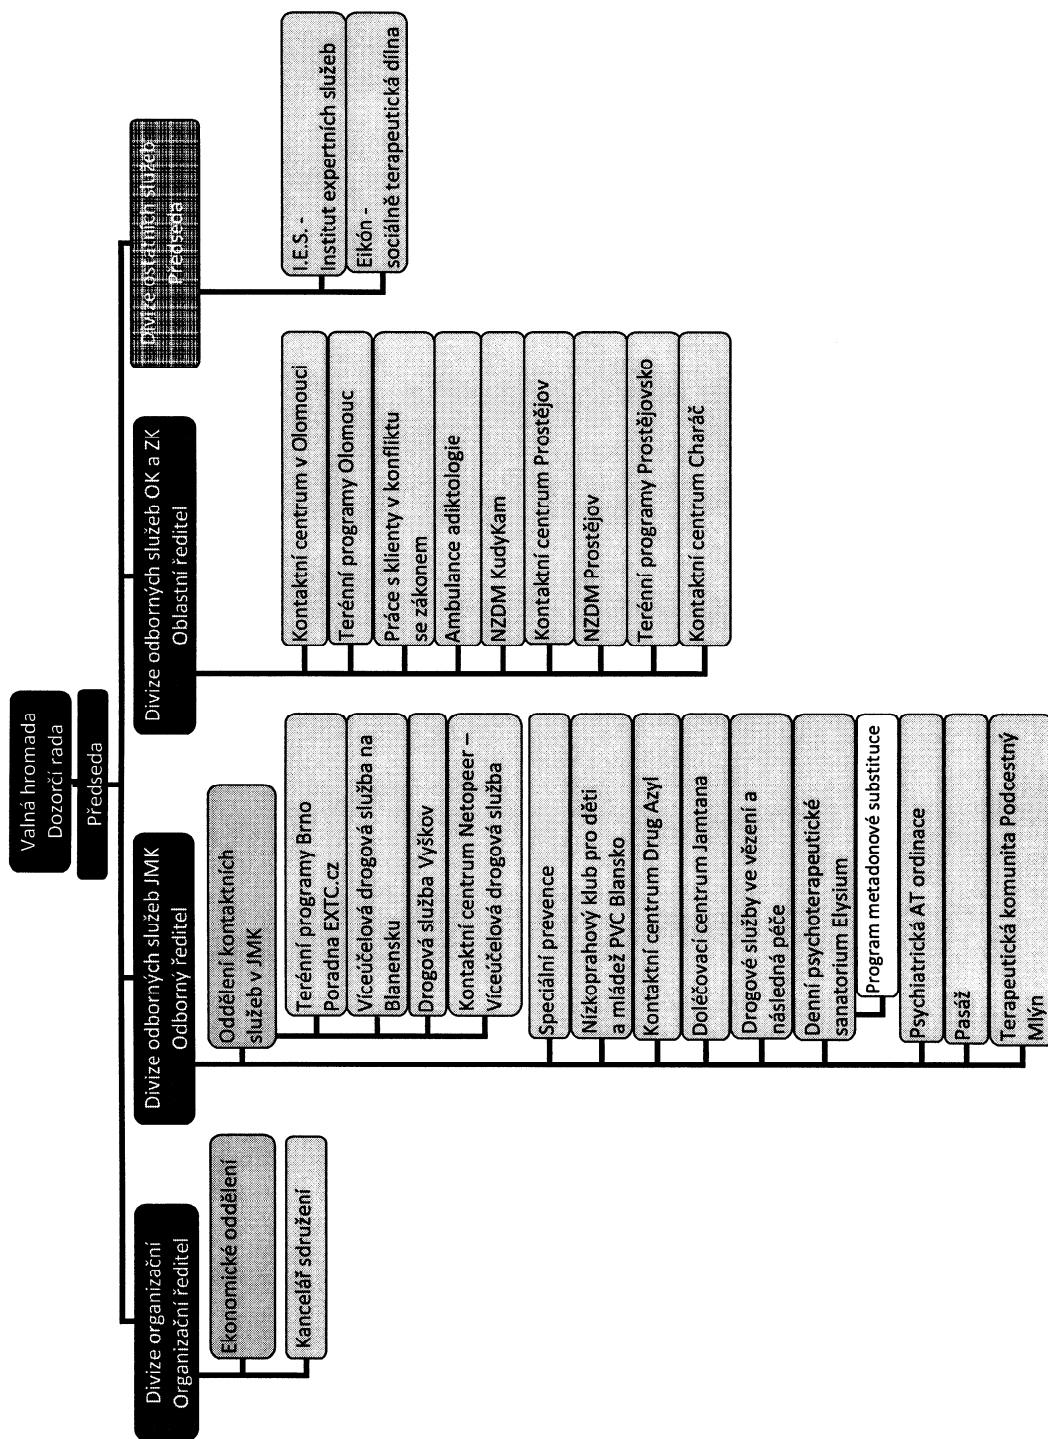 Valná hromada
Dozorčí rada
Předseda
Divize organizační
Organizační ředitel
Ekonomické oddělení
Kancelář sdružení
Divize odborných služeb JMK
Odborný ředitel
Oddělení kontaktních
služeb v JMK
Terénní programy Brno
Poradna EXTC.cz
Víceúčelová drogová služba na
Blanensku
Drogová služba Vyškov
Kontaktní centrum Netopeer –
Víceúčelová drogová služba
Speciální prevence
Nízkoprahový klub pro děti
a mládež PVC Blansko
Kontaktní centrum Drug Azyl
Doléčovací centrum Jamtana
Drogové služby ve vězení a
následná péče
Denní psychoterapeutické
sanatorium Elysium
Program metadonové substituce
Psychiatrická AT ordinace
Pasáž
Terapeutická komunita Podcestný
Mlýn
Divize odborných služeb OK a ZK
Oblastní ředitel
Kontaktní centrum v Olomouci
Terénní programy Olomouc
Práce s klienty v konfliktu
se zákonem
Ambulance adiktologie
NZDM KudyKam
Kontaktní centrum Prostějov
NZDM Prostějov
Terénní programy Prostějovsko
Kontaktní centrum Charáč
Divize ostatních služeb
Předseda
I.E.S. -
Institut expertních služeb
Eikón -
sociálně terapeutická dílna